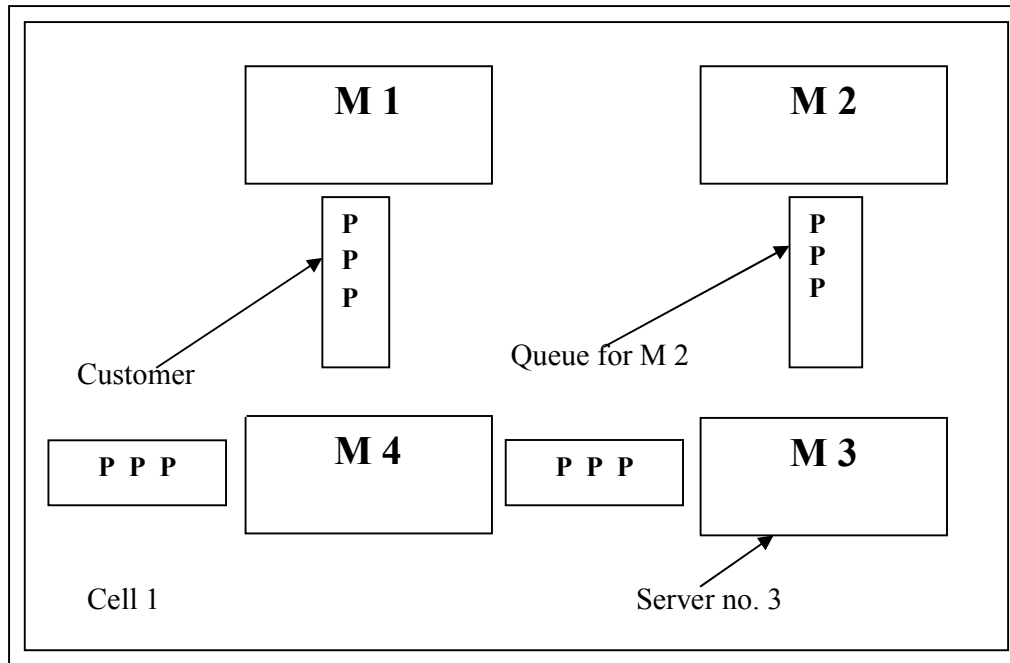 M 1
M 2
P
P
P
P
P
P
Customer
Queue for M 2
P P P
M 4
P P P
M 3
Cell 1
Server no. 3